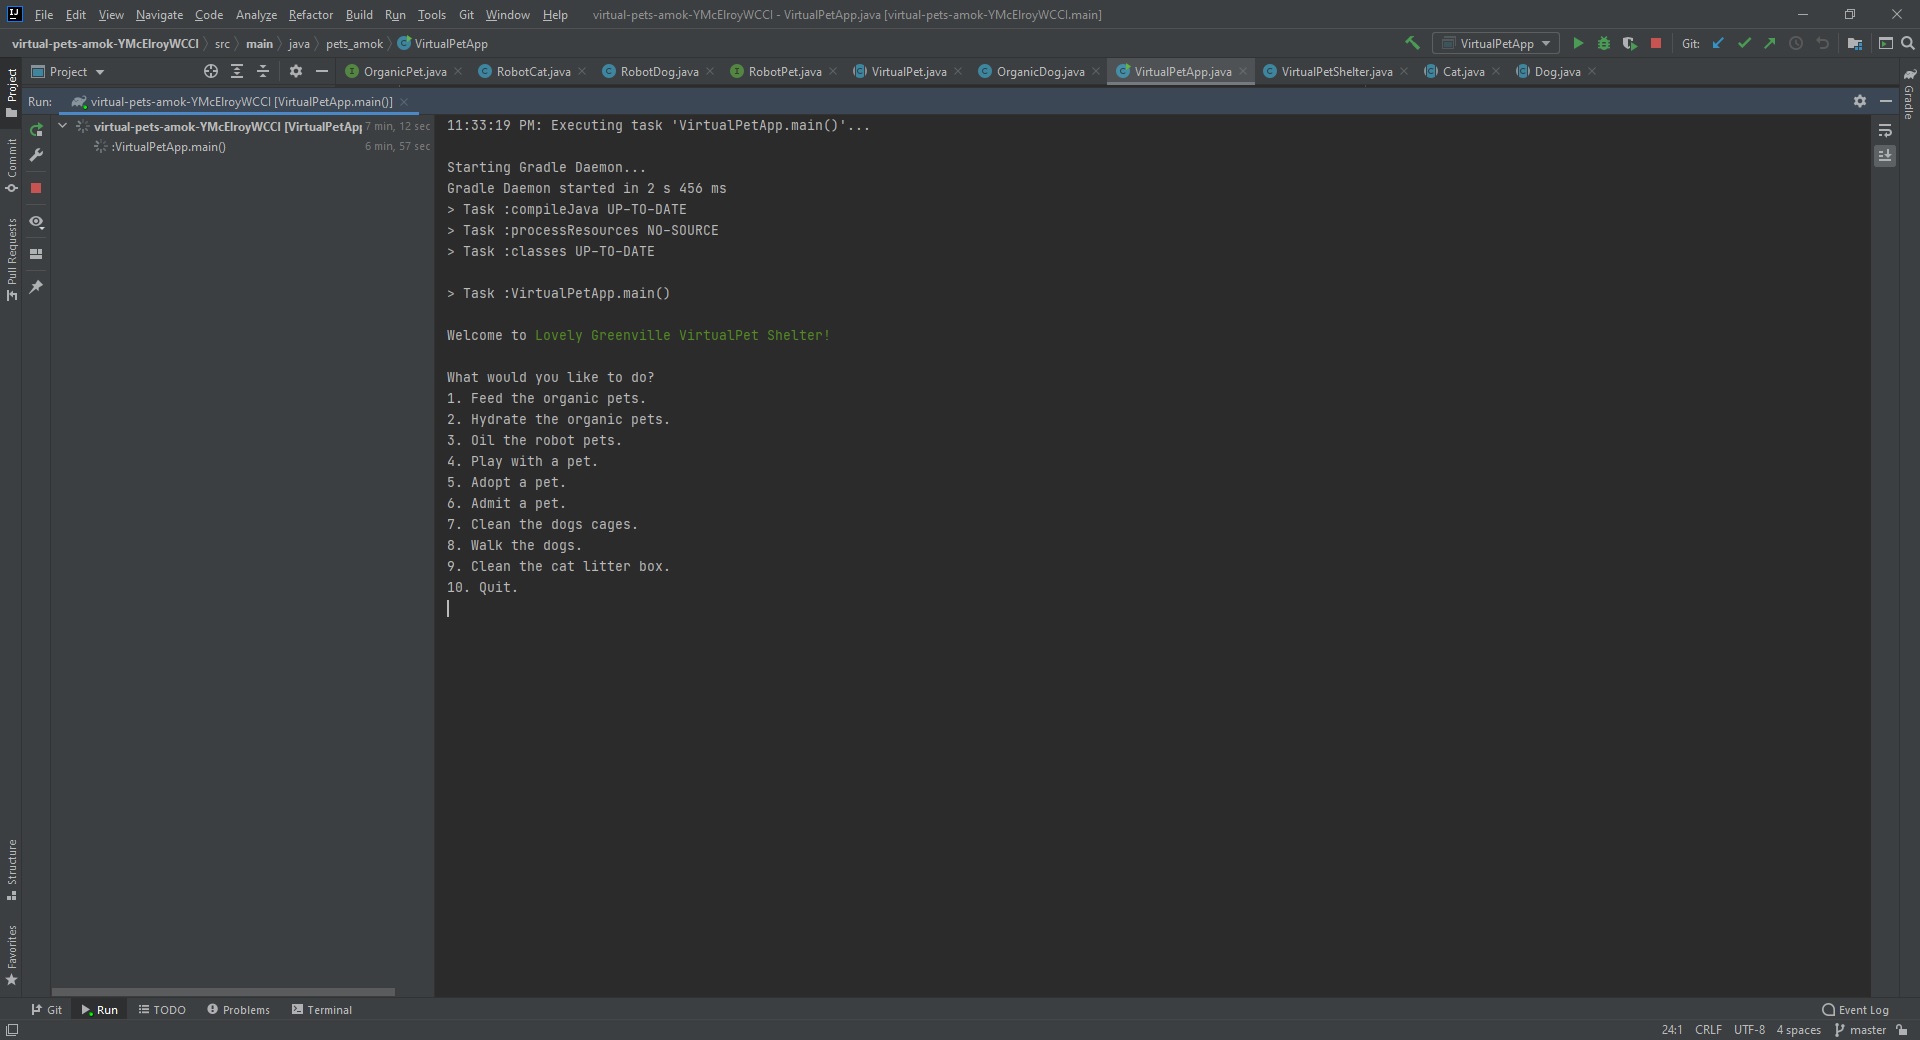 File Edit View Navigate Code Analyze Refactor Build Run Tools Git Window Help virtual-pets-amok-YMcElroyWCCI - VirtualPetApp.java [virtual-pets-amok-YMcElroyWCCI.main]
virtual-pets-amok-YMcElroyWCCI src main java pets_amok VirtualPetApp VirtualPetApp Git:
Project OrganicPet.java RobotCat.java RobotDog.java RobotPet.java VirtualPet.java OrganicDog.java VirtualPetApp.java VirtualPetShelter.java Cat.java Dog.java
Run: virtual-pets-amok-YMcElroyWCCI [VirtualPetApp.main()]
virtual-pets-amok-YMcElroyWCCI [VirtualPetApp 7 min, 12 sec
:VirtualPetApp.main() 6 min, 57 sec
11:33:19 PM: Executing task 'VirtualPetApp.main()'...
Starting Gradle Daemon...
Gradle Daemon started in 2 s 456 ms
> Task :compileJava UP-TO-DATE
> Task :processResources NO-SOURCE
> Task :classes UP-TO-DATE
> Task :VirtualPetApp.main()
Welcome to Lovely Greenville VirtualPet Shelter!
What would you like to do?
1. Feed the organic pets.
2. Hydrate the organic pets.
3. Oil the robot pets.
4. Play with a pet.
5. Adopt a pet.
6. Admit a pet.
7. Clean the dogs cages.
8. Walk the dogs.
9. Clean the cat litter box.
10. Quit.
Project
Commit
Pull Requests
Structure
Favorites
Gradle
Git Run TODO Problems Terminal Event Log
24:1 CRLF UTF-8 4 spaces master